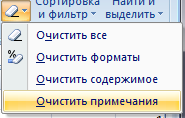 Сортировка Найти и
и фильтр выделить
Очистить все
Очистить форматы
Очистить содержимое
Очистить примечания